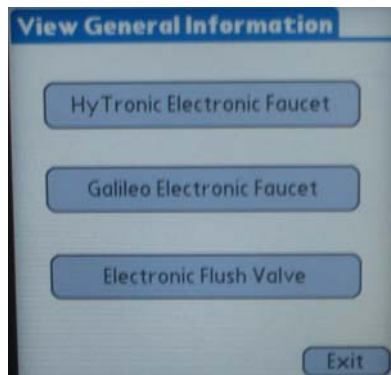 View General Information
HyTronic Electronic Faucet
Galileo Electronic Faucet
Electronic Flush Valve
Exit